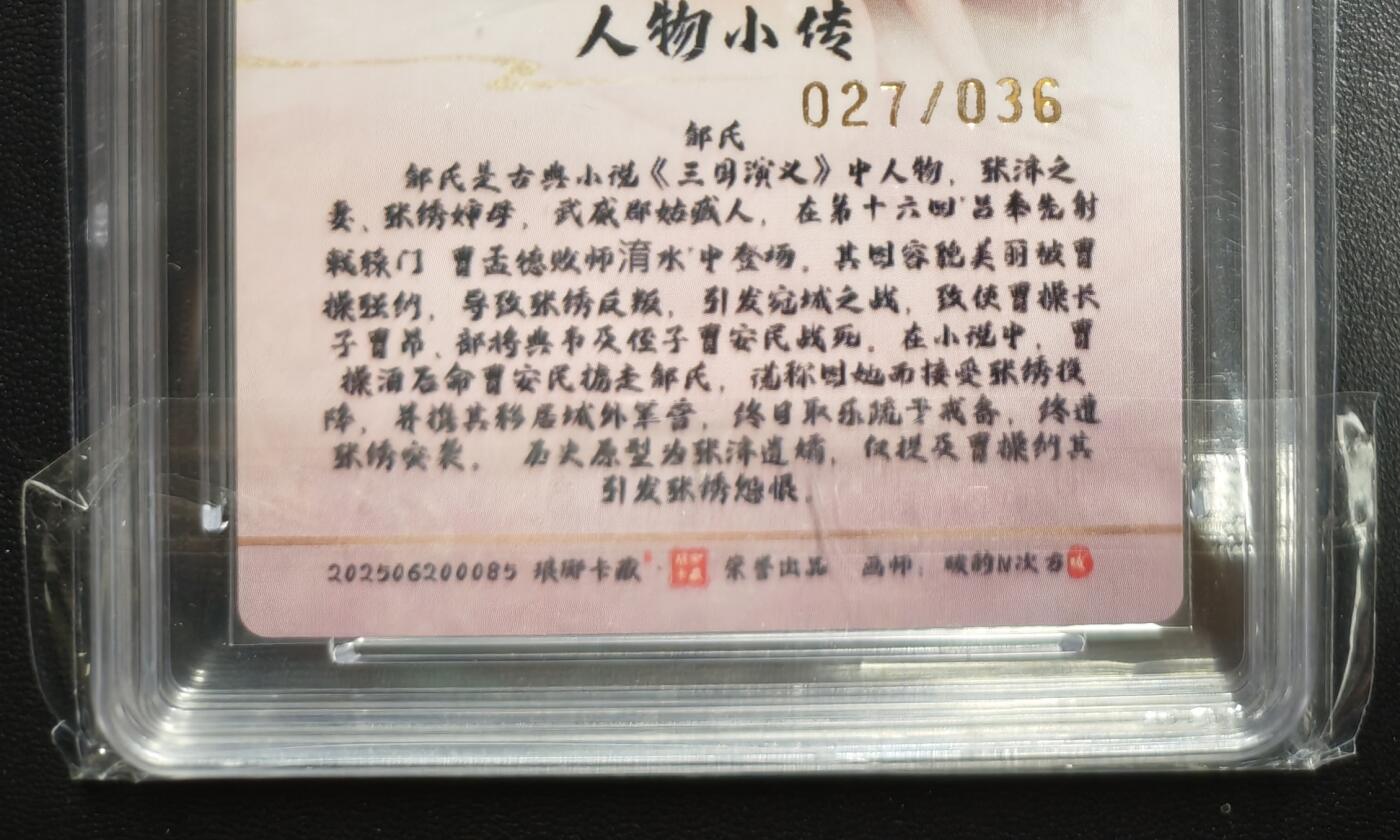 人物小传
027/036
邹氏
邹氏是古典小说《三国演义》中人物，张济之
妻、张绣婶母，武威郡姑臧人，在第十六回"吕奉先射
戟辕门 曹孟德败师淯水"中登场，其因容貌美丽被曹
操强纳，导致张绣反叛，引发宛城之战，致使曹操长
子曹昂、部将典韦及侄子曹安民战死。在小说中，曹
操酒后命曹安民掳走邹氏，谎称因她而接受张绣投
降，并携其移居城外军营，终日取乐疏于戒备，终遭
张绣突袭。 历史原型为张济遗孀，仅提及曹操纳其
引发张绣怨恨。
202506200085 琅琊卡藏 · 荣誉出品 画师：暖韵N次方